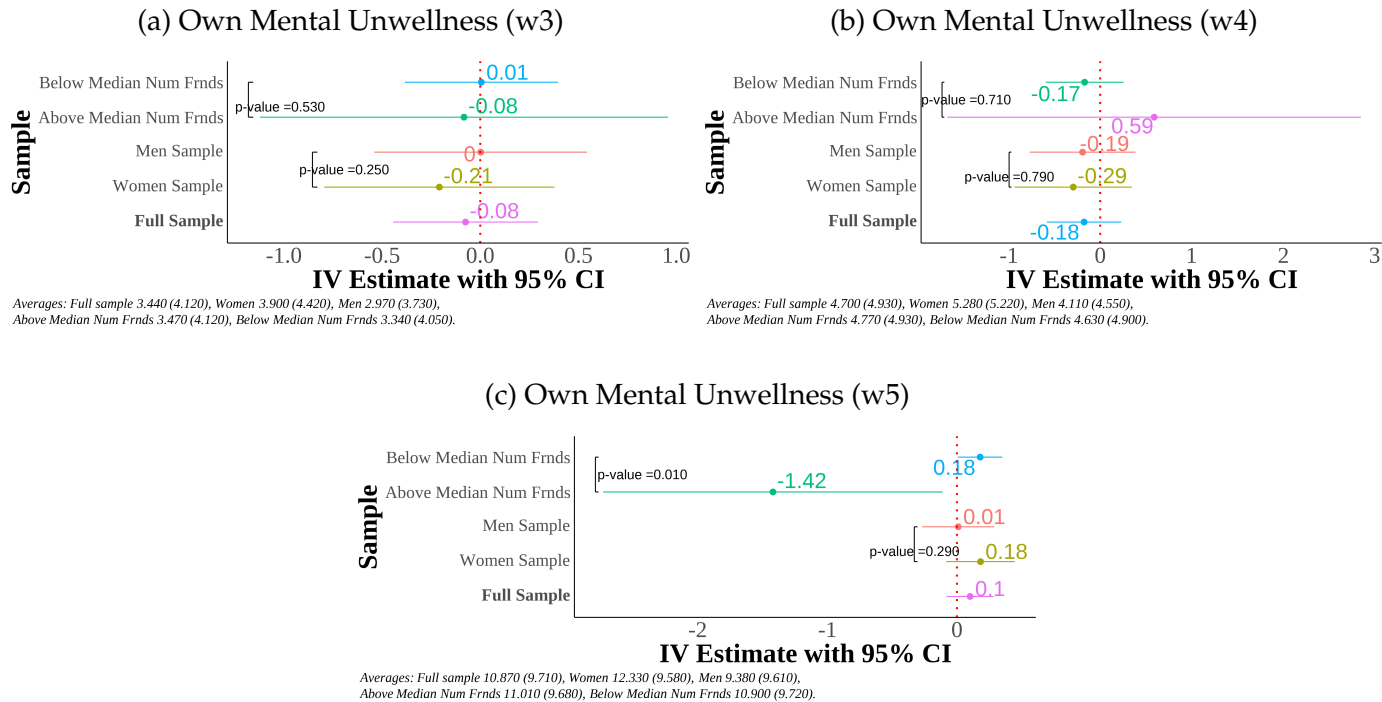 (a) Own Mental Unwellness (w3)
Sample
Below Median Num Frnds
0.01
p-value =0.530
-0.08
Above Median Num Frnds
Men Sample
0
p-value =0.250
-0.21
Women Sample
-0.08
Full Sample
-1.0 -0.5 0.0 0.5 1.0
IV Estimate with 95% CI
Averages: Full sample 3.440 (4.120), Women 3.900 (4.420), Men 2.970 (3.730),
Above Median Num Frnds 3.470 (4.120), Below Median Num Frnds 3.340 (4.050).
(b) Own Mental Unwellness (w4)
Sample
Below Median Num Frnds
-0.17
p-value =0.710
Above Median Num Frnds
0.59
Men Sample
-0.19
p-value =0.790
-0.29
Women Sample
Full Sample
-0.18
-1 0 1 2 3
IV Estimate with 95% CI
Averages: Full sample 4.700 (4.930), Women 5.280 (5.220), Men 4.110 (4.550),
Above Median Num Frnds 4.770 (4.930), Below Median Num Frnds 4.630 (4.900).
(c) Own Mental Unwellness (w5)
Sample
Below Median Num Frnds
0.18
p-value =0.010
-1.42
Above Median Num Frnds
0.01
Men Sample
p-value =0.290
0.18
Women Sample
0.1
Full Sample
-2 -1 0
IV Estimate with 95% CI
Averages: Full sample 10.870 (9.710), Women 12.330 (9.580), Men 9.380 (9.610),
Above Median Num Frnds 11.010 (9.680), Below Median Num Frnds 10.900 (9.720).